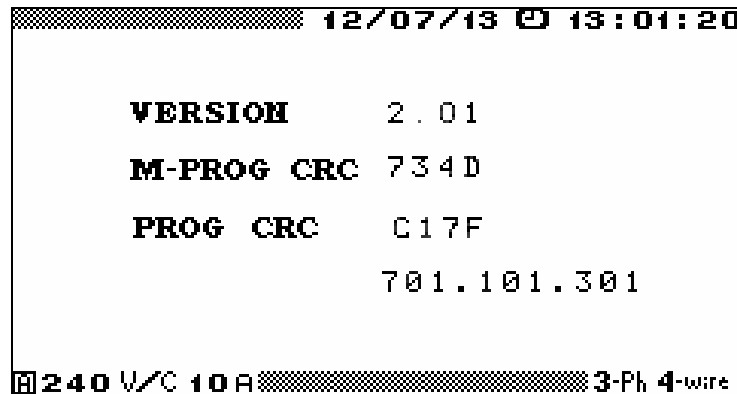 12/07/13 13:01:20
VERSION 2.01
M-PROG CRC 734D
PROG CRC C17F
701.101.301
A 240 V/C 10A 3-Ph 4-wire